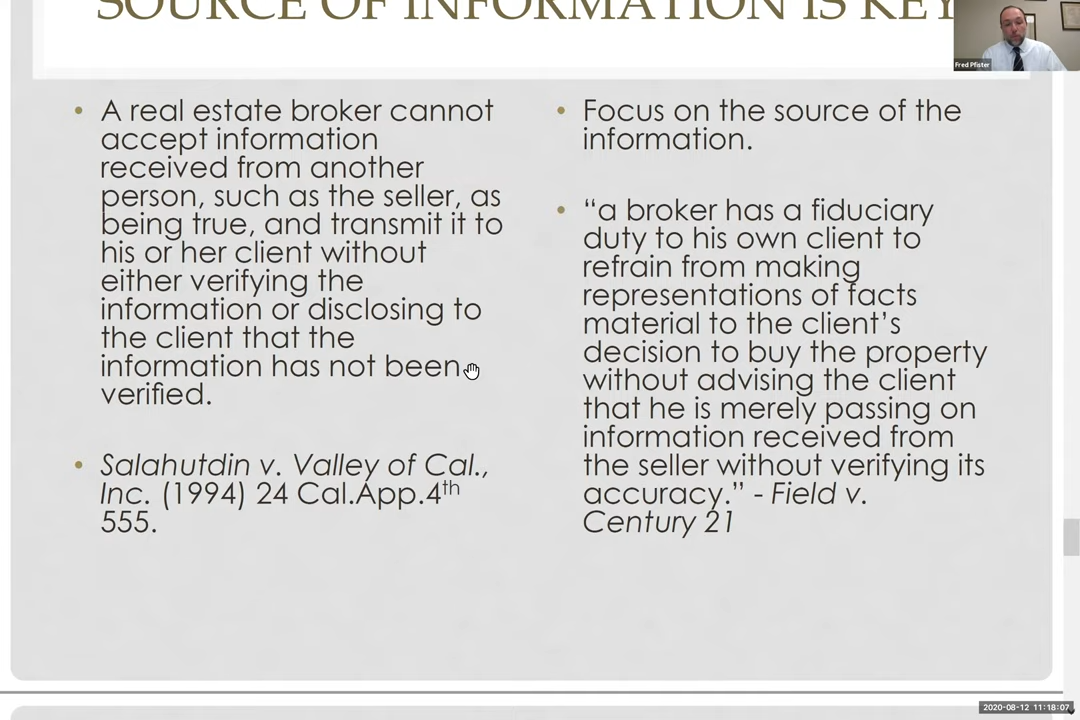 SOURCE OF INFORMATION IS KEY
Fred Pfister
• A real estate broker cannot
accept information
received from another
person, such as the seller, as
being true, and transmit it to
his or her client without
either verifying the
information or disclosing to
the client that the
information has not been
verified.
• Salahutdin v. Valley of Cal.,
Inc. (1994) 24 Cal.App.4th
555.
• Focus on the source of the
information.
• “a broker has a fiduciary
duty to his own client to
refrain from making
representations of facts
material to the client’s
decision to buy the property
without advising the client
that he is merely passing on
information received from
the seller without verifying its
accuracy.” - Field v.
Century 21
2020-08-12 11:18:07